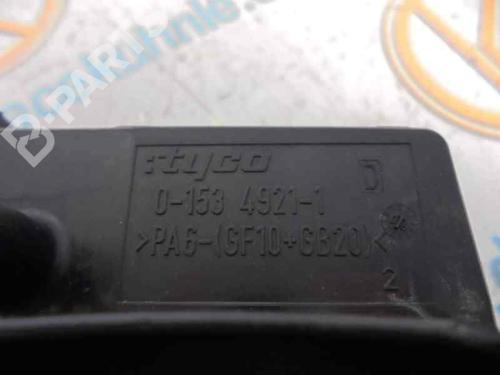 tyco
0-153 4921-1
>PA6-(GF10+GB20)<
2
B-PARTS